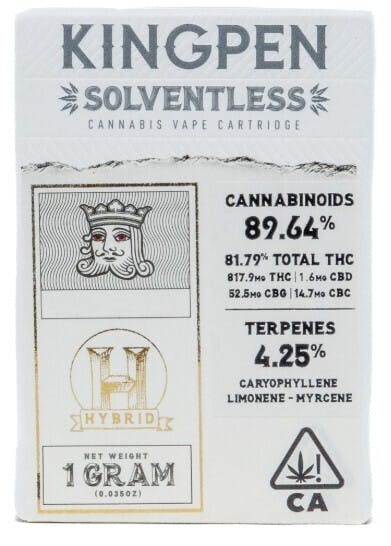 KINGPEN
SOLVENTLESS
CANNABIS VAPE CARTRIDGE
CANNABINOIDS
89.64%
81.79% TOTAL THC
817.9MG THC | 1.6MG CBD
52.5MG CBG | 14.7MG CBC
TERPENES
4.25%
CARYOPHYLLENE
LIMONENE - MYRCENE
H
HYBRID
NET WEIGHT
1 GRAM
(0.035OZ)
!
CA